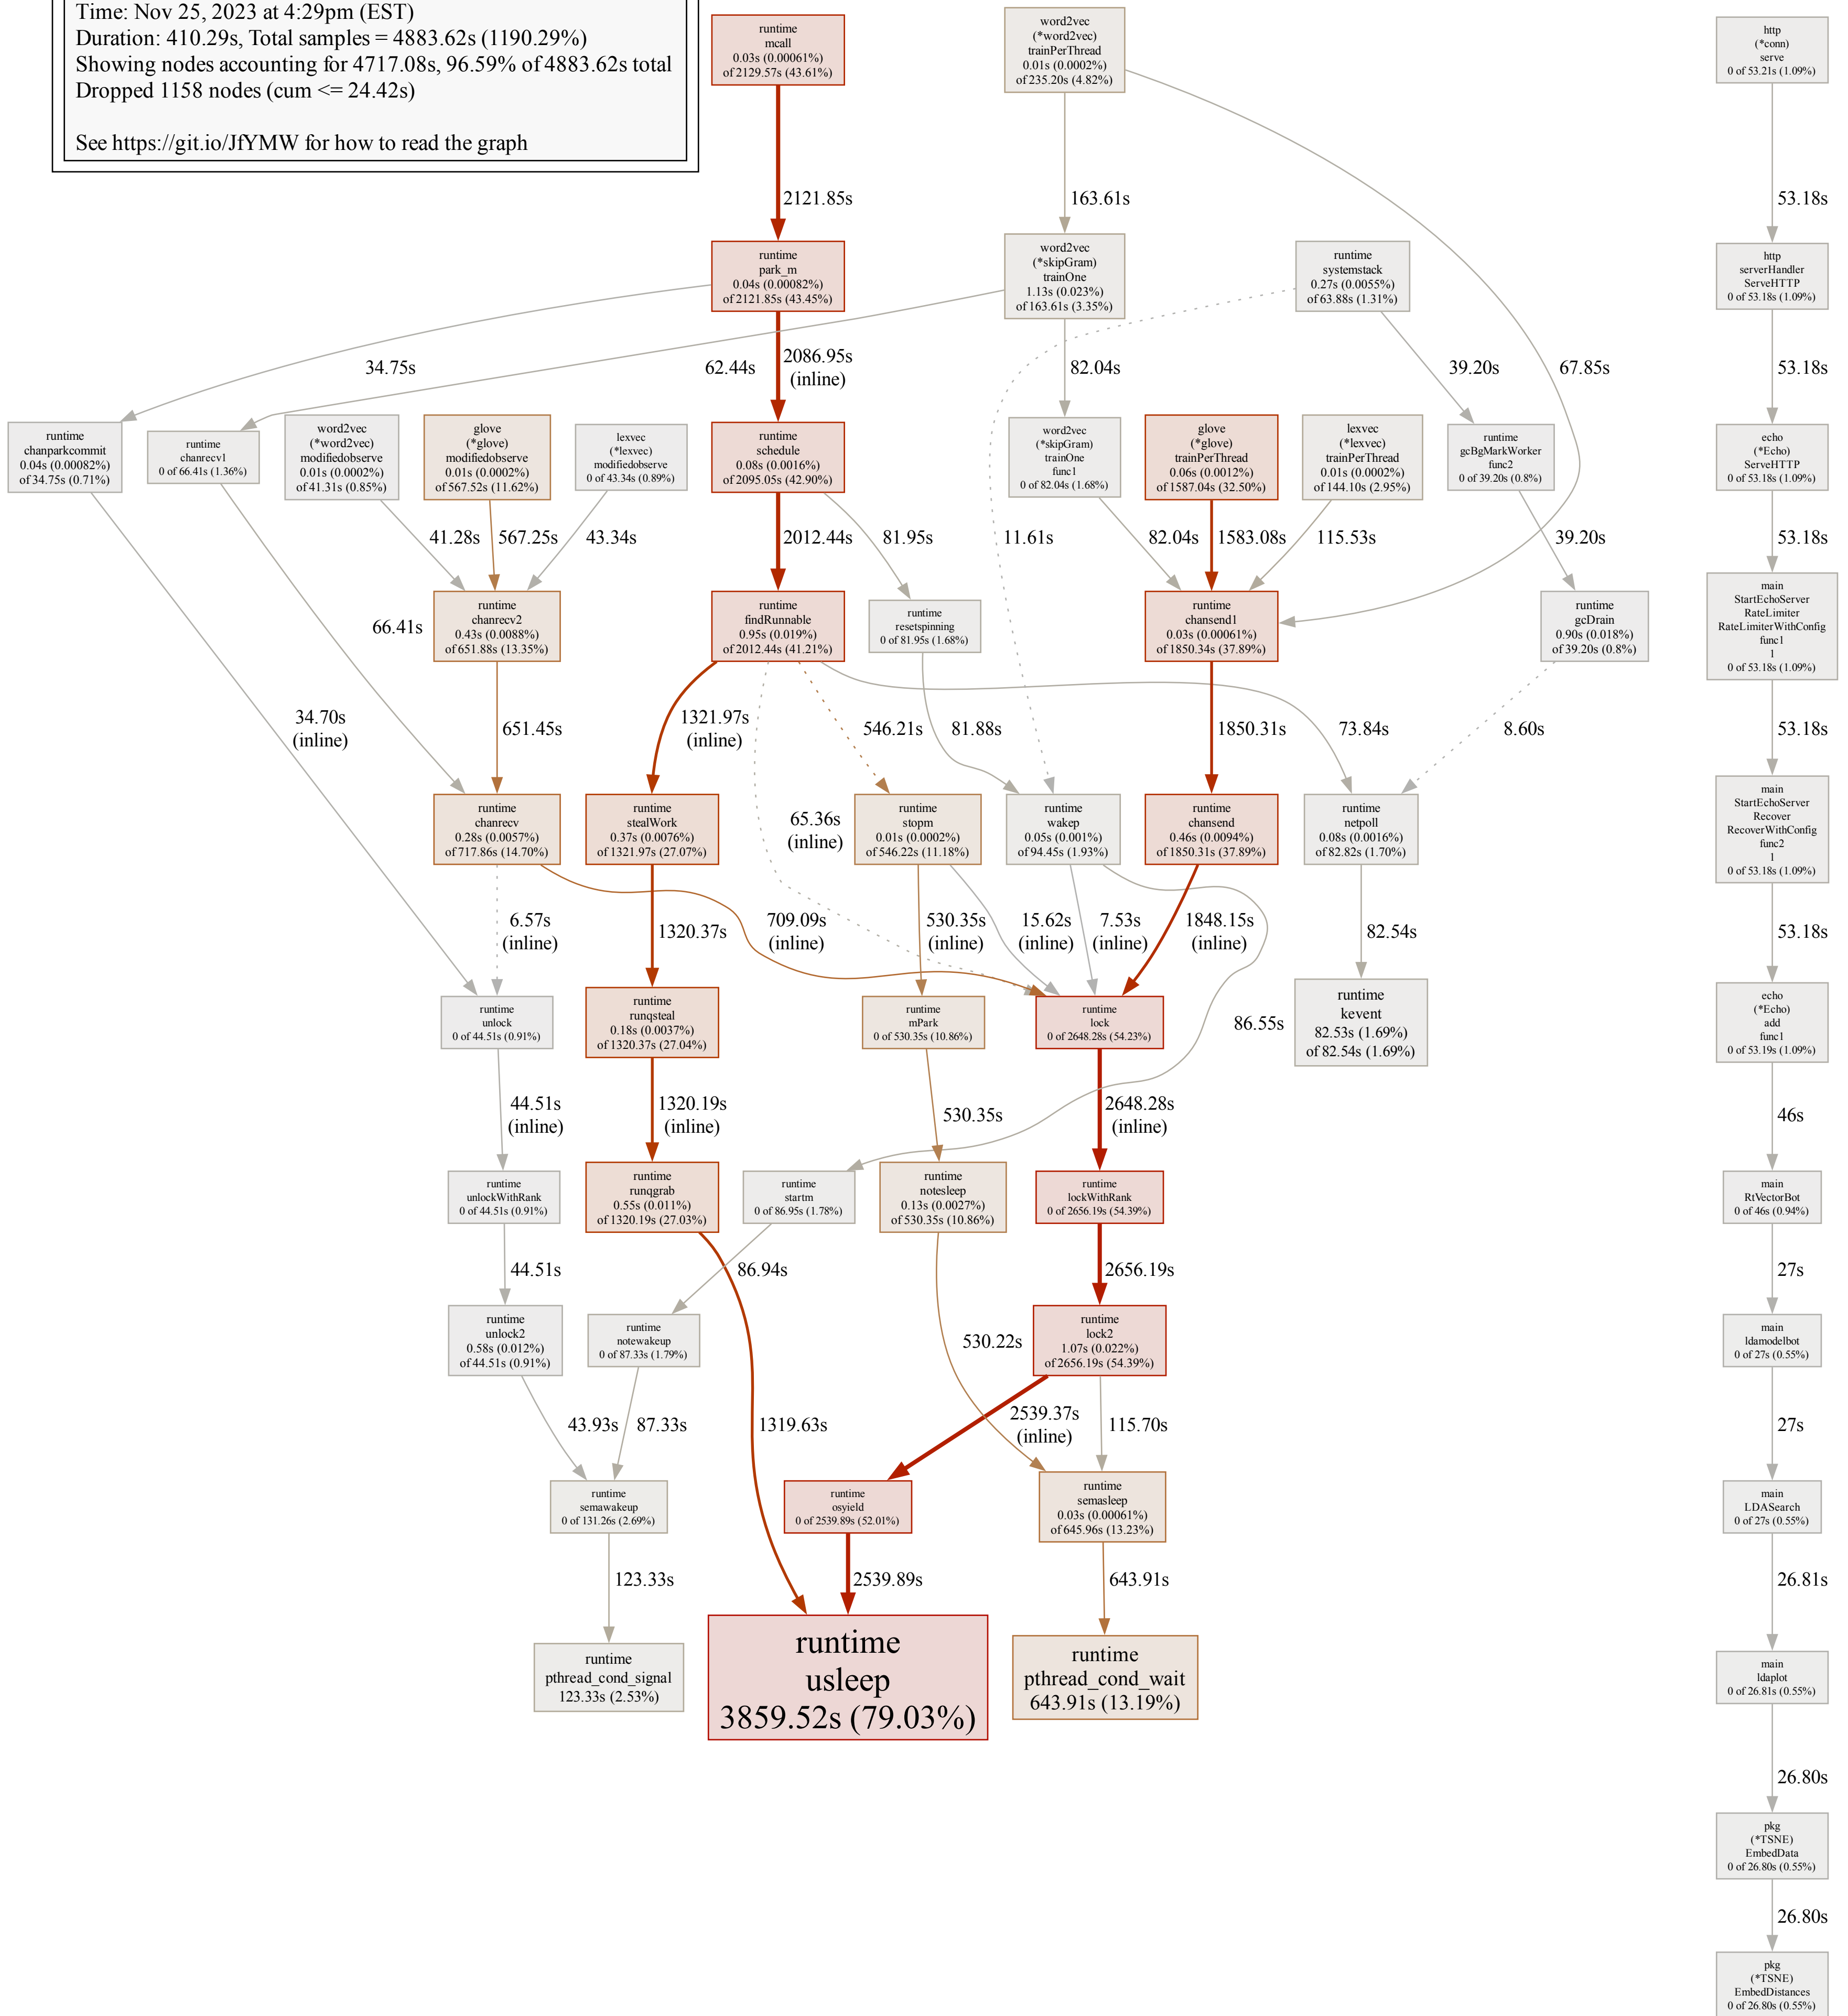 Time: Nov 25, 2023 at 4:29pm (EST)
Duration: 410.29s, Total samples = 4883.62s (1190.29%)
Showing nodes accounting for 4717.08s, 96.59% of 4883.62s total
Dropped 1158 nodes (cum <= 24.42s)
See https://git.io/JfYMW for how to read the graph
runtime
mcall
0.03s (0.00061%)
of 2129.57s (43.61%)
word2vec
(*word2vec)
trainPerThread
0.01s (0.0002%)
of 235.20s (4.82%)
http
(*conn)
serve
0 of 53.21s (1.09%)
2121.85s
163.61s
53.18s
runtime
park_m
0.04s (0.00082%)
of 2121.85s (43.45%)
word2vec
(*skipGram)
trainOne
1.13s (0.023%)
of 163.61s (3.35%)
runtime
systemstack
0.27s (0.0055%)
of 63.88s (1.31%)
http
serverHandler
ServeHTTP
0 of 53.18s (1.09%)
34.75s
62.44s
2086.95s
(inline)
82.04s
39.20s
67.85s
53.18s
runtime
chanparkcommit
0.04s (0.00082%)
of 34.75s (0.71%)
runtime
chanrecv1
0 of 66.41s (1.36%)
word2vec
(*word2vec)
modifiedobserve
0.01s (0.0002%)
of 41.31s (0.85%)
glove
(*glove)
modifiedobserve
0.01s (0.0002%)
of 567.52s (11.62%)
lexvec
(*lexvec)
modifiedobserve
0 of 43.34s (0.89%)
runtime
schedule
0.08s (0.0016%)
of 2095.05s (42.90%)
word2vec
(*skipGram)
trainOne
func1
0 of 82.04s (1.68%)
glove
(*glove)
trainPerThread
0.06s (0.0012%)
of 1587.04s (32.50%)
lexvec
(*lexvec)
trainPerThread
0.01s (0.0002%)
of 144.10s (2.95%)
runtime
gcBgMarkWorker
func2
0 of 39.20s (0.8%)
echo
(*Echo)
ServeHTTP
0 of 53.18s (1.09%)
41.28s
567.25s
43.34s
2012.44s
81.95s
11.61s
82.04s
1583.08s
115.53s
39.20s
53.18s
66.41s
runtime
chanrecv2
0.43s (0.0088%)
of 651.88s (13.35%)
runtime
findRunnable
0.95s (0.019%)
of 2012.44s (41.21%)
runtime
resetspinning
0 of 81.95s (1.68%)
runtime
chansend1
0.03s (0.00061%)
of 1850.34s (37.89%)
runtime
gcDrain
0.90s (0.018%)
of 39.20s (0.8%)
main
StartEchoServer
RateLimiter
RateLimiterWithConfig
func1
1
0 of 53.18s (1.09%)
34.70s
(inline)
651.45s
1321.97s
(inline)
546.21s
81.88s
1850.31s
73.84s
8.60s
53.18s
runtime
chanrecv
0.28s (0.0057%)
of 717.86s (14.70%)
runtime
stealWork
0.37s (0.0076%)
of 1321.97s (27.07%)
65.36s
(inline)
runtime
stopm
0.01s (0.0002%)
of 546.22s (11.18%)
runtime
wakep
0.05s (0.001%)
of 94.45s (1.93%)
runtime
chansend
0.46s (0.0094%)
of 1850.31s (37.89%)
runtime
netpoll
0.08s (0.0016%)
of 82.82s (1.70%)
main
StartEchoServer
Recover
RecoverWithConfig
func2
1
0 of 53.18s (1.09%)
6.57s
(inline)
1320.37s
709.09s
(inline)
530.35s
(inline)
15.62s
(inline)
7.53s
(inline)
1848.15s
(inline)
82.54s
53.18s
runtime
unlock
0 of 44.51s (0.91%)
runtime
runqsteal
0.18s (0.0037%)
of 1320.37s (27.04%)
runtime
mPark
0 of 530.35s (10.86%)
runtime
lock
0 of 2648.28s (54.23%)
86.55s
runtime
kevent
82.53s (1.69%)
of 82.54s (1.69%)
echo
(*Echo)
add
func1
0 of 53.19s (1.09%)
44.51s
(inline)
1320.19s
(inline)
530.35s
2648.28s
(inline)
46s
runtime
unlockWithRank
0 of 44.51s (0.91%)
runtime
runqgrab
0.55s (0.011%)
of 1320.19s (27.03%)
runtime
startm
0 of 86.95s (1.78%)
runtime
notesleep
0.13s (0.0027%)
of 530.35s (10.86%)
runtime
lockWithRank
0 of 2656.19s (54.39%)
main
RtVectorBot
0 of 46s (0.94%)
44.51s
86.94s
2656.19s
27s
runtime
unlock2
0.58s (0.012%)
of 44.51s (0.91%)
runtime
notewakeup
0 of 87.33s (1.79%)
530.22s
runtime
lock2
1.07s (0.022%)
of 2656.19s (54.39%)
main
ldamodelbot
0 of 27s (0.55%)
43.93s
87.33s
1319.63s
2539.37s
(inline)
115.70s
27s
runtime
semawakeup
0 of 131.26s (2.69%)
runtime
osyield
0 of 2539.89s (52.01%)
runtime
semasleep
0.03s (0.00061%)
of 645.96s (13.23%)
main
LDASearch
0 of 27s (0.55%)
123.33s
2539.89s
643.91s
26.81s
runtime
pthread_cond_signal
123.33s (2.53%)
runtime
usleep
3859.52s (79.03%)
runtime
pthread_cond_wait
643.91s (13.19%)
main
ldaplot
0 of 26.81s (0.55%)
26.80s
pkg
(*TSNE)
EmbedData
0 of 26.80s (0.55%)
26.80s
pkg
(*TSNE)
EmbedDistances
0 of 26.80s (0.55%)